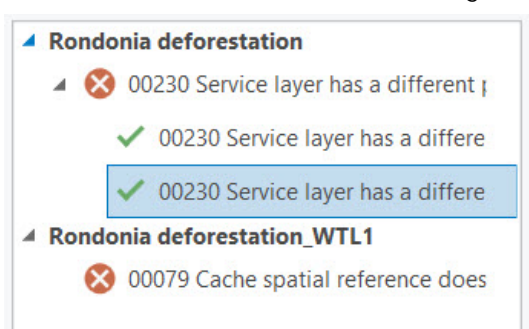 Rondonia deforestation
00230 Service layer has a different
00230 Service layer has a differe
00230 Service layer has a differe
Rondonia deforestation_WTL1
00079 Cache spatial reference does